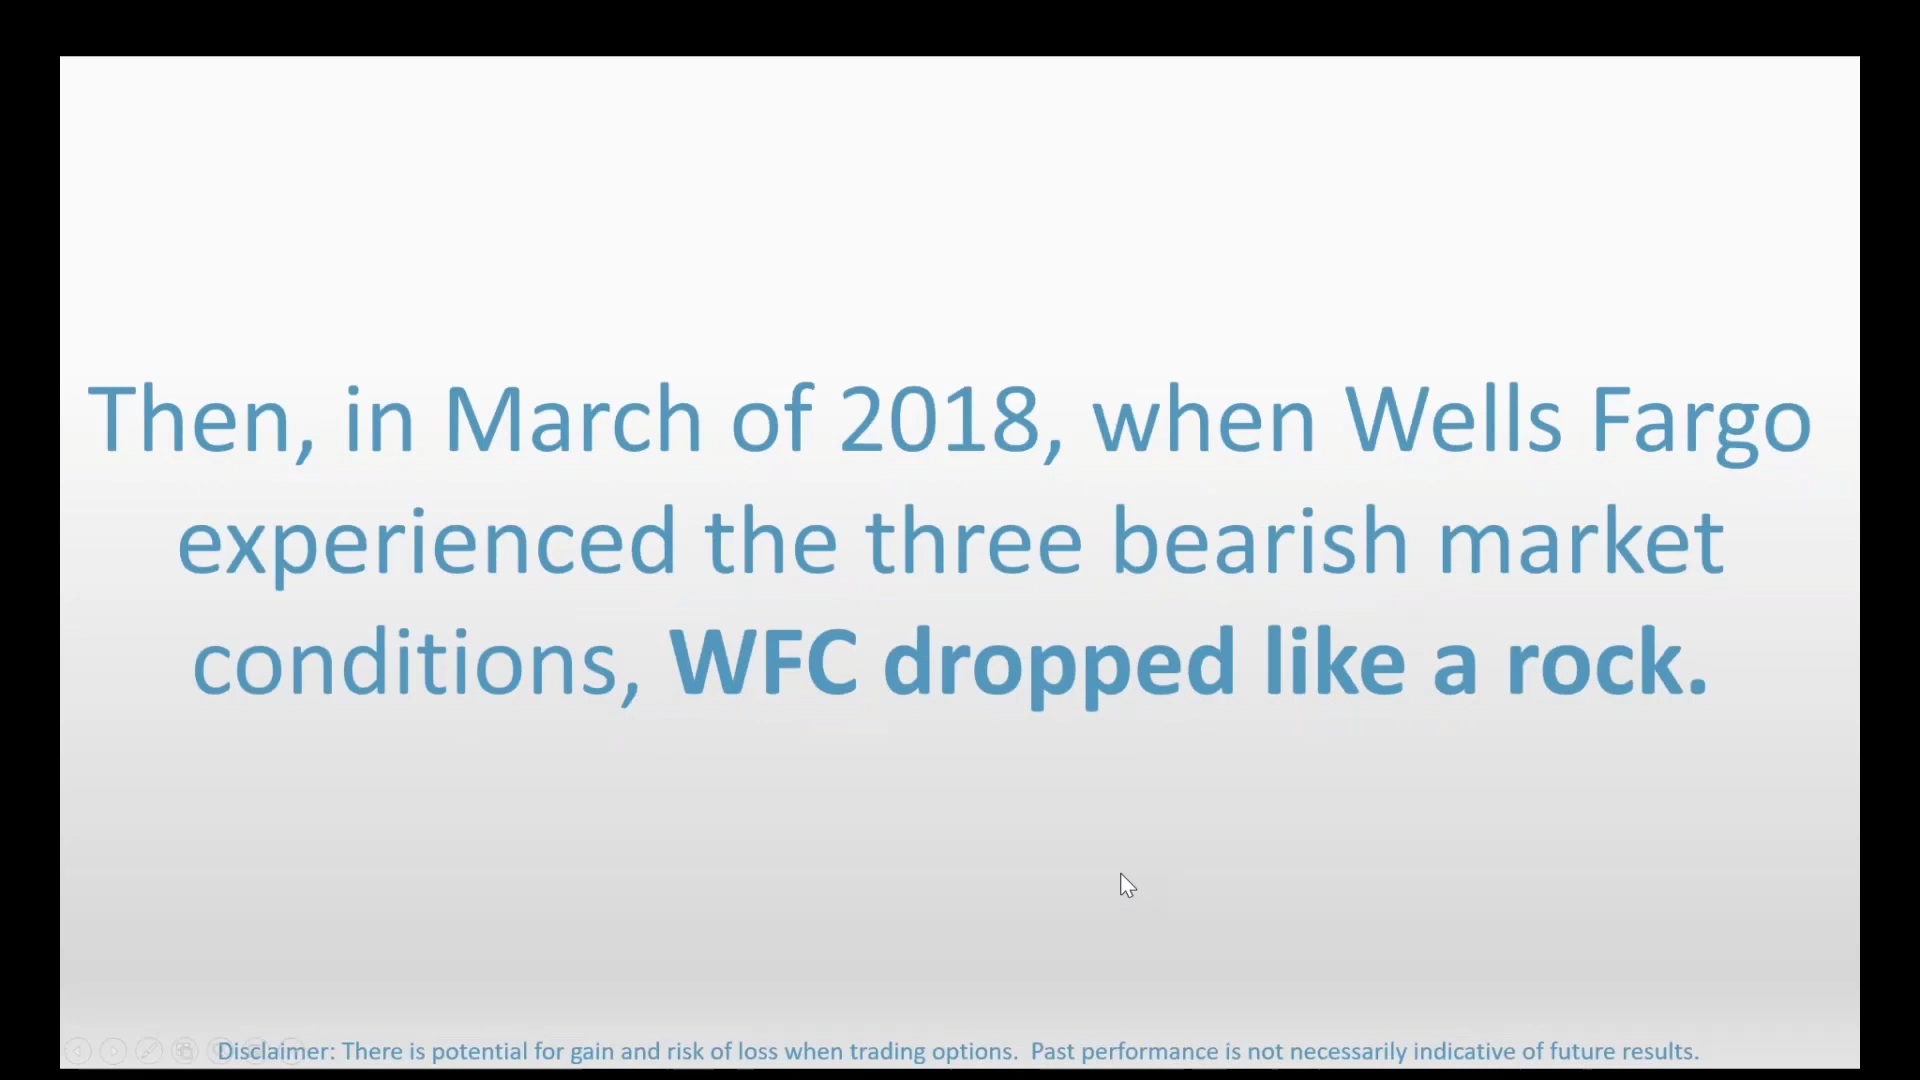 Then, in March of 2018, when Wells Fargo
experienced the three bearish market
conditions, WFC dropped like a rock.
Disclaimer: There is potential for gain and risk of loss when trading options.  Past performance is not necessarily indicative of future results.